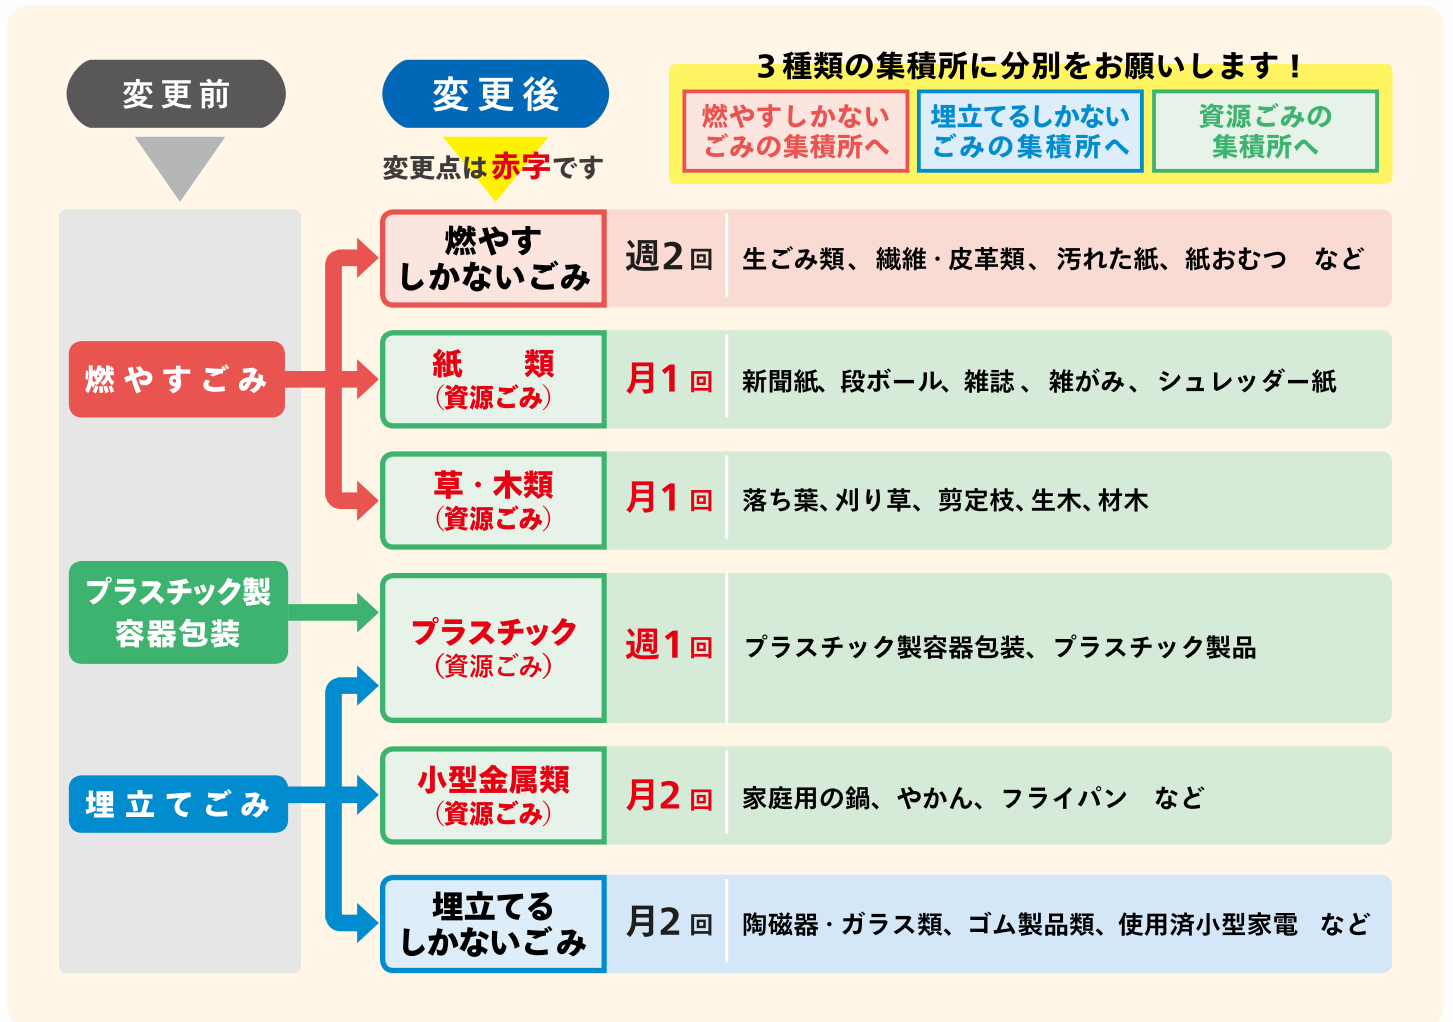 変更前
変更後
変更点は赤字です
3種類の集積所に分別をお願いします！
燃やすしかない
ごみの集積所へ
埋立てるしかない
ごみの集積所へ
資源ごみの
集積所へ
燃やすごみ
プラスチック製
容器包装
埋立てごみ
燃やす
しかないごみ
週2回
生ごみ類、繊維・皮革類、汚れた紙、紙おむつ　など
紙　　類
（資源ごみ）
月1回
新聞紙、段ボール、雑誌、雑がみ、シュレッダー紙
草・木類
（資源ごみ）
月1回
落ち葉、刈り草、剪定枝、生木、材木
プラスチック
（資源ごみ）
週1回
プラスチック製容器包装、プラスチック製品
小型金属類
（資源ごみ）
月2回
家庭用の鍋、やかん、フライパン　など
埋立てる
しかないごみ
月2回
陶磁器・ガラス類、ゴム製品類、使用済小型家電　など